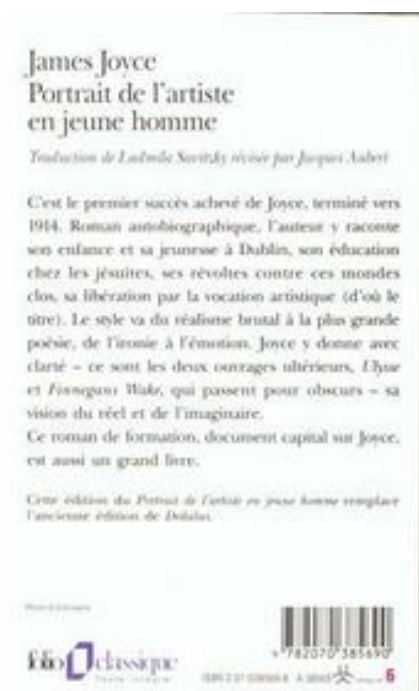 James Joyce
Portrait de l'artiste
en jeune homme
Traduction de Ludmila Savitzky révisée par Jacques Aubert
C'est le premier succès achevé de Joyce, terminé vers
1914. Roman autobiographique, l'auteur y raconte
son enfance et sa jeunesse à Dublin, son éducation
chez les jésuites, ses révoltes contre ces mondes
clos, sa libération par la vocation artistique (d'où le
titre). Le style va du réalisme brutal à la plus grande
poésie, de l'ironie à l'émotion. Joyce y donne avec
clarté – ce sont les deux ouvrages ultérieurs, Ulysse
et Finnegans Wake, qui passent pour obscurs – sa
vision du réel et de l'imaginaire.
Ce roman de formation, document capital sur Joyce,
est aussi un grand livre.
Cette édition du Portrait de l'artiste en jeune homme remplace
l'ancienne édition de Dedalus.
9 782070 385690
folio classique
texte intégral
6